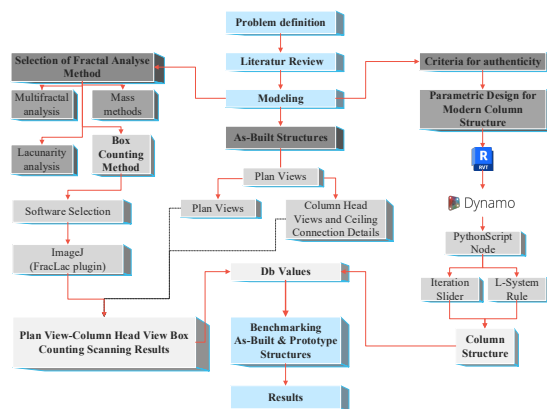 Problem definition
Literatur Review
Modeling
Selection of Fractal Analyse
Method
Multifractal
analysis
Mass
methods
Lacunarity
analysis
Box
Counting
Method
Software Selection
ImageJ
(FracLac plugin)
Plan View-Column Head View Box
Counting Scanning Results
As-Built Structures
Plan Views
Plan Views
Column Head
Views and Ceiling
Connection Details
Db Values
Benchmarking
As-Built & Prototype
Structures
Results
Criteria for authenticity
Parametric Design for
Modern Column
Structure
R
RVT
Dynamo
PythonScript
Node
Iteration
Slider
L-System
Rule
Column
Structure